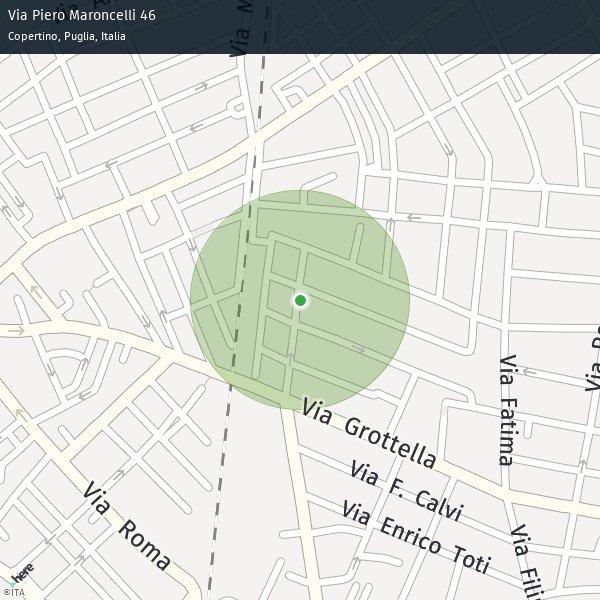 Via Piero Maroncelli 46
Copertino, Puglia, Italia
Via
Via
Via Grottella
Via Fatima
Via
Via F. Calvi
Via Enrico Toti
Via Roma
Via
here
©ITA